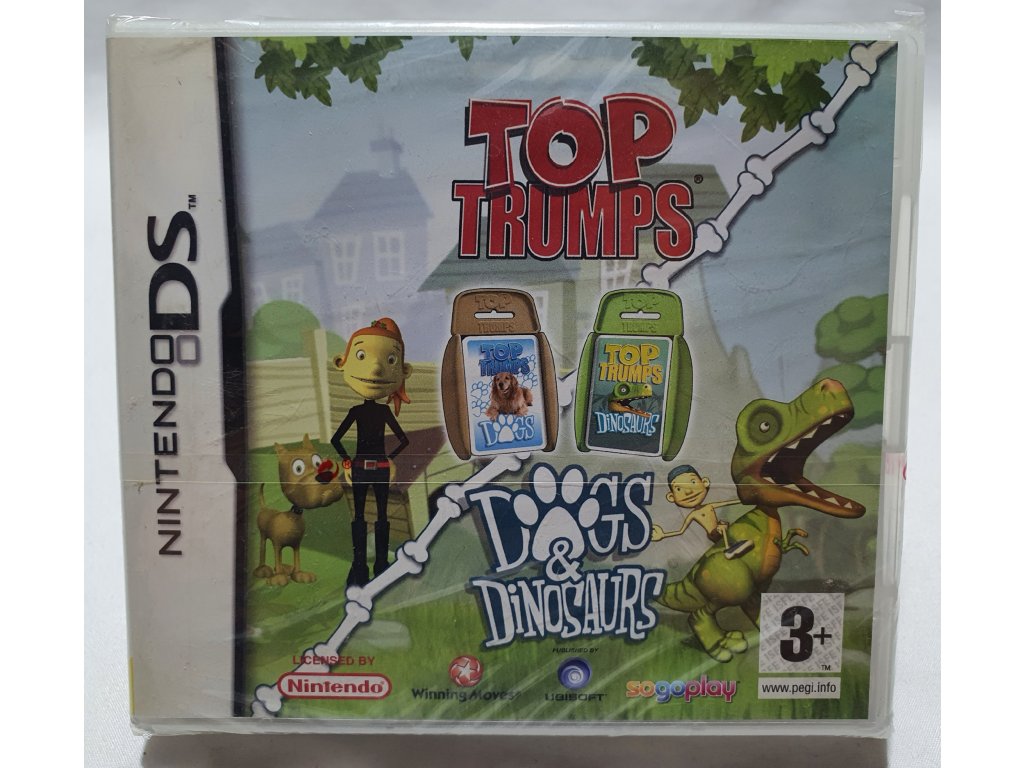 NINTENDO DS™
TOP
TRUMPS®
TOP
TRUMPS
TOP
TRUMPS
DOGS
TOP
TRUMPS
TOP
TRUMPS
DINOSAURS
DOGS
&
DINOSAURS
LICENSED BY
Nintendo®
Winning Moves
PUBLISHED BY
UBISOFT
sogoplay
3+
™
www.pegi.info